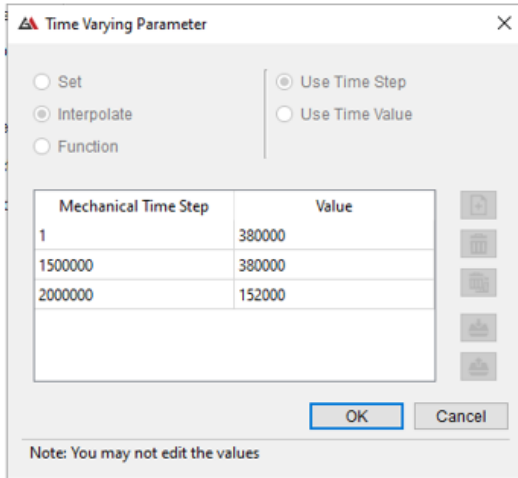 Time Varying Parameter
Set
Use Time Step
Interpolate
Use Time Value
Function
Mechanical Time Step Value
1 380000
1500000 380000
2000000 152000
OK Cancel
Note: You may not edit the values